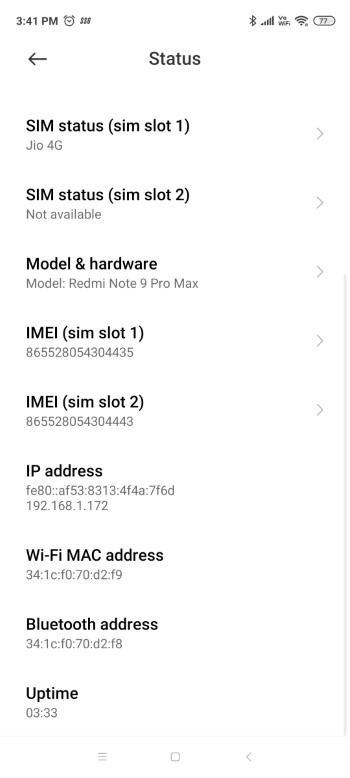 3:41 PM
Vo
WiFi
77
Status
SIM status (sim slot 1)
Jio 4G
SIM status (sim slot 2)
Not available
Model & hardware
Model: Redmi Note 9 Pro Max
IMEI (sim slot 1)
865528054304435
IMEI (sim slot 2)
865528054304443
IP address
fe80::af53:8313:4f4a:7f6d
192.168.1.172
Wi-Fi MAC address
34:1c:f0:70:d2:f9
Bluetooth address
34:1c:f0:70:d2:f8
Uptime
03:33